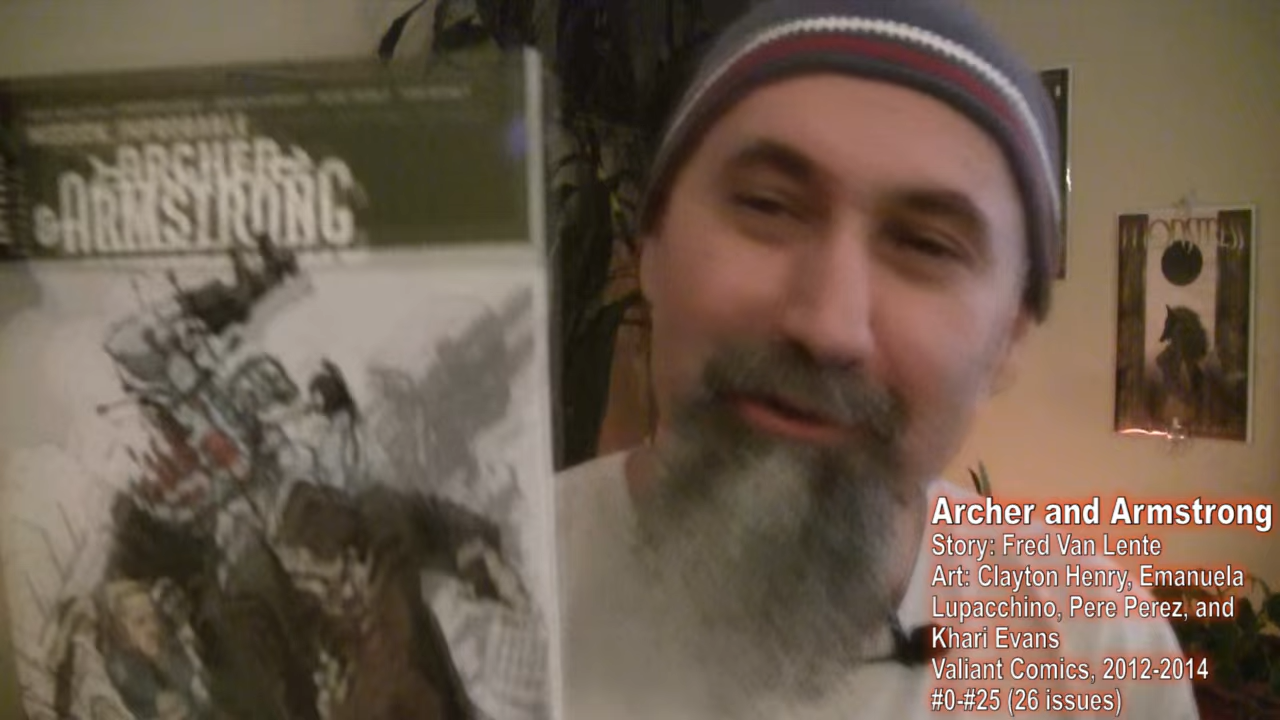 ARCHER
& ARMSTRONG
Archer and Armstrong
Story: Fred Van Lente
Art: Clayton Henry, Emanuela
Lupacchino, Pere Perez, and
Khari Evans
Valiant Comics, 2012-2014
#0-#25 (26 issues)